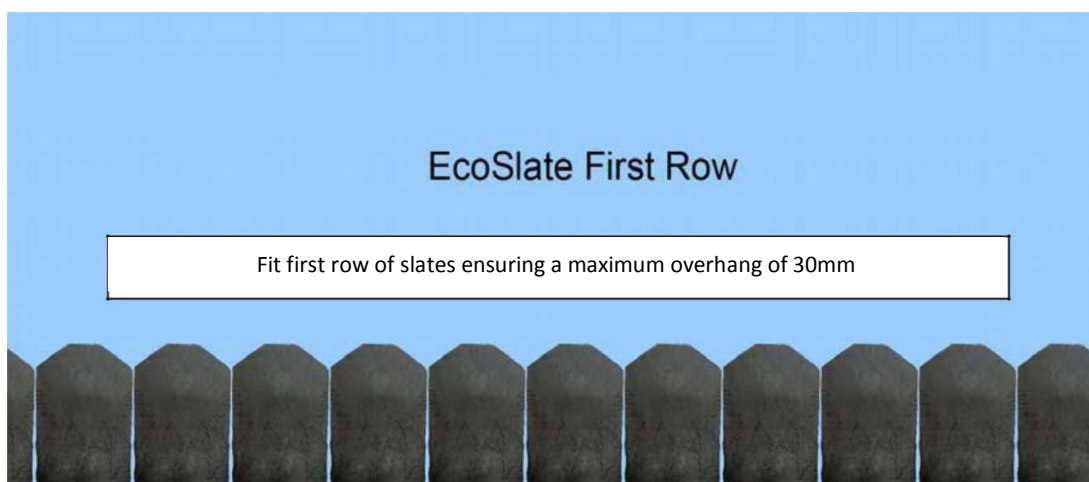 EcoSlate First Row
Fit first row of slates ensuring a maximum overhang of 30mm